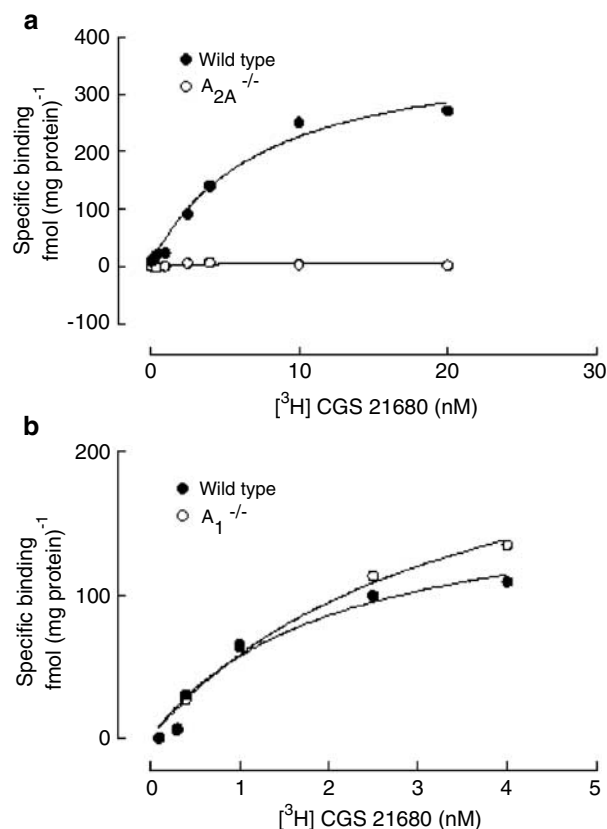 a
400
300
200
100
0
-100
Specific binding
fmol (mg protein)⁻¹
Wild type
A₂A⁻/⁻
0 10 20 30
[³H] CGS 21680 (nM)
b
200
100
0
Specific binding
fmol (mg protein)⁻¹
Wild type
A₁⁻/⁻
0 1 2 3 4 5
[³H] CGS 21680 (nM)